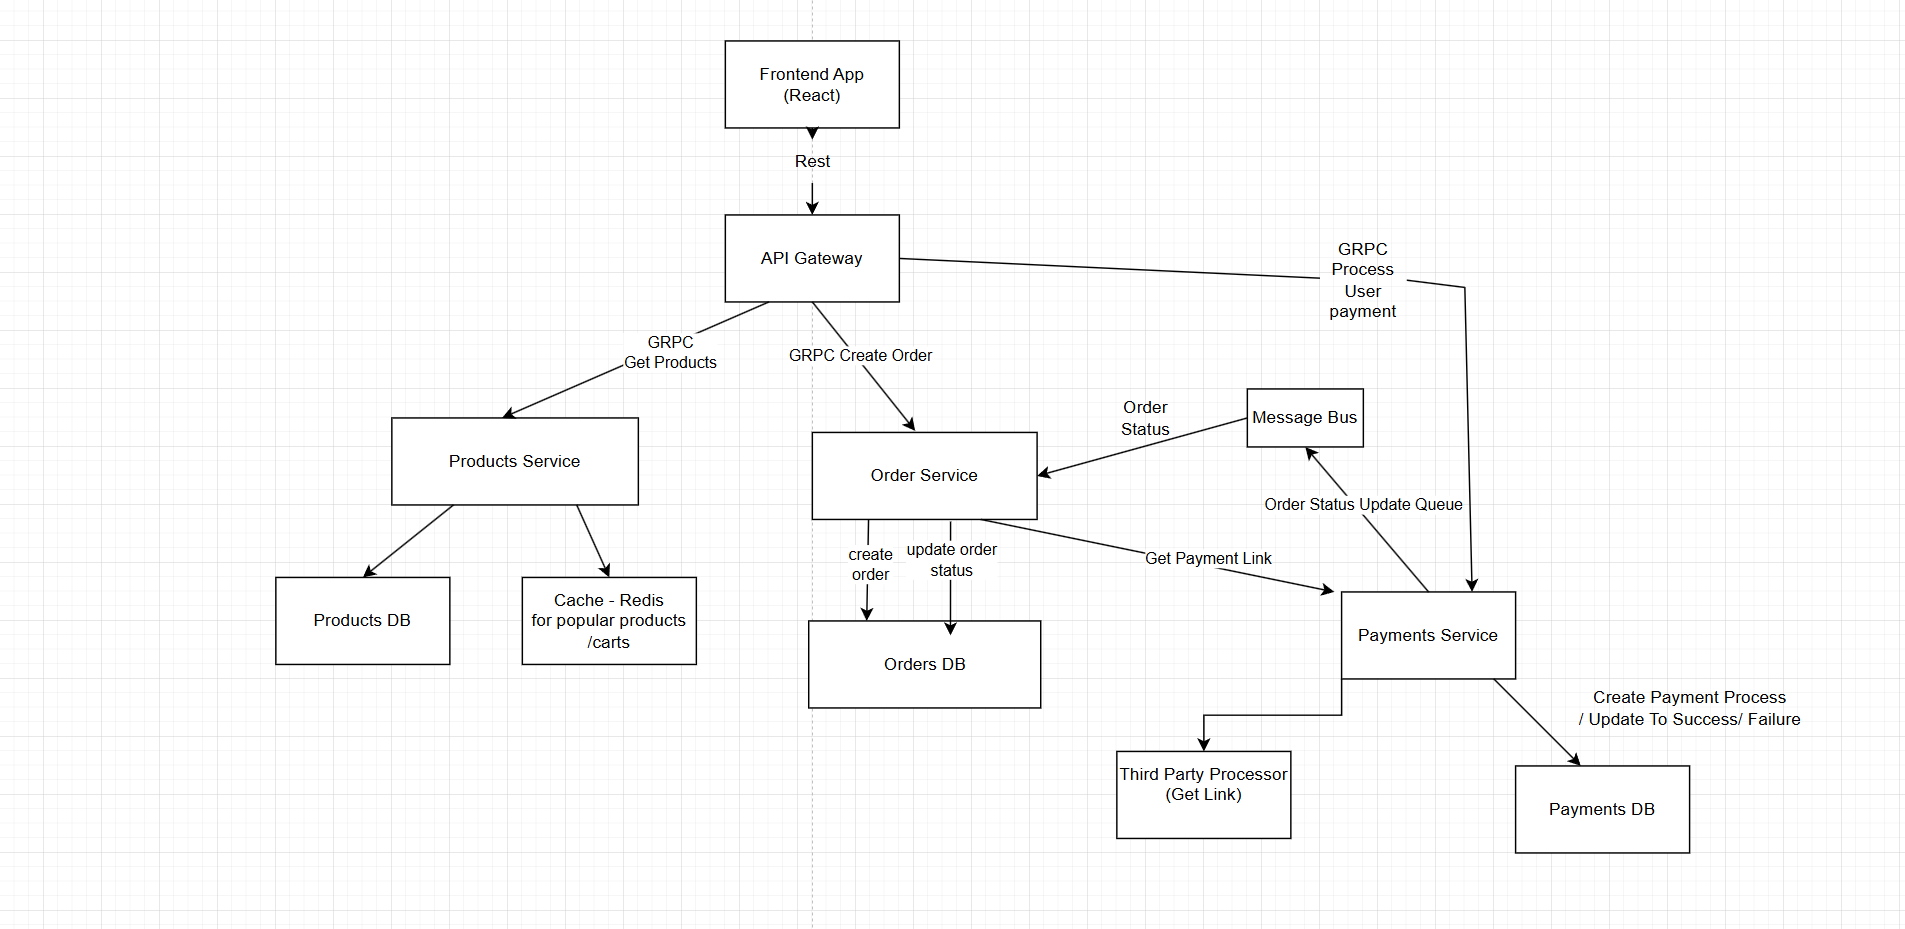 Frontend App
(React)
Rest
API Gateway
GRPC
Process
User
payment
GRPC
Get Products
GRPC Create Order
Order
Status
Message Bus
Products Service
Order Service
Order Status Update Queue
create
order
update order
status
Get Payment Link
Products DB
Cache - Redis
for popular products
/carts
Orders DB
Payments Service
Create Payment Process
/ Update To Success/ Failure
Third Party Processor
(Get Link)
Payments DB